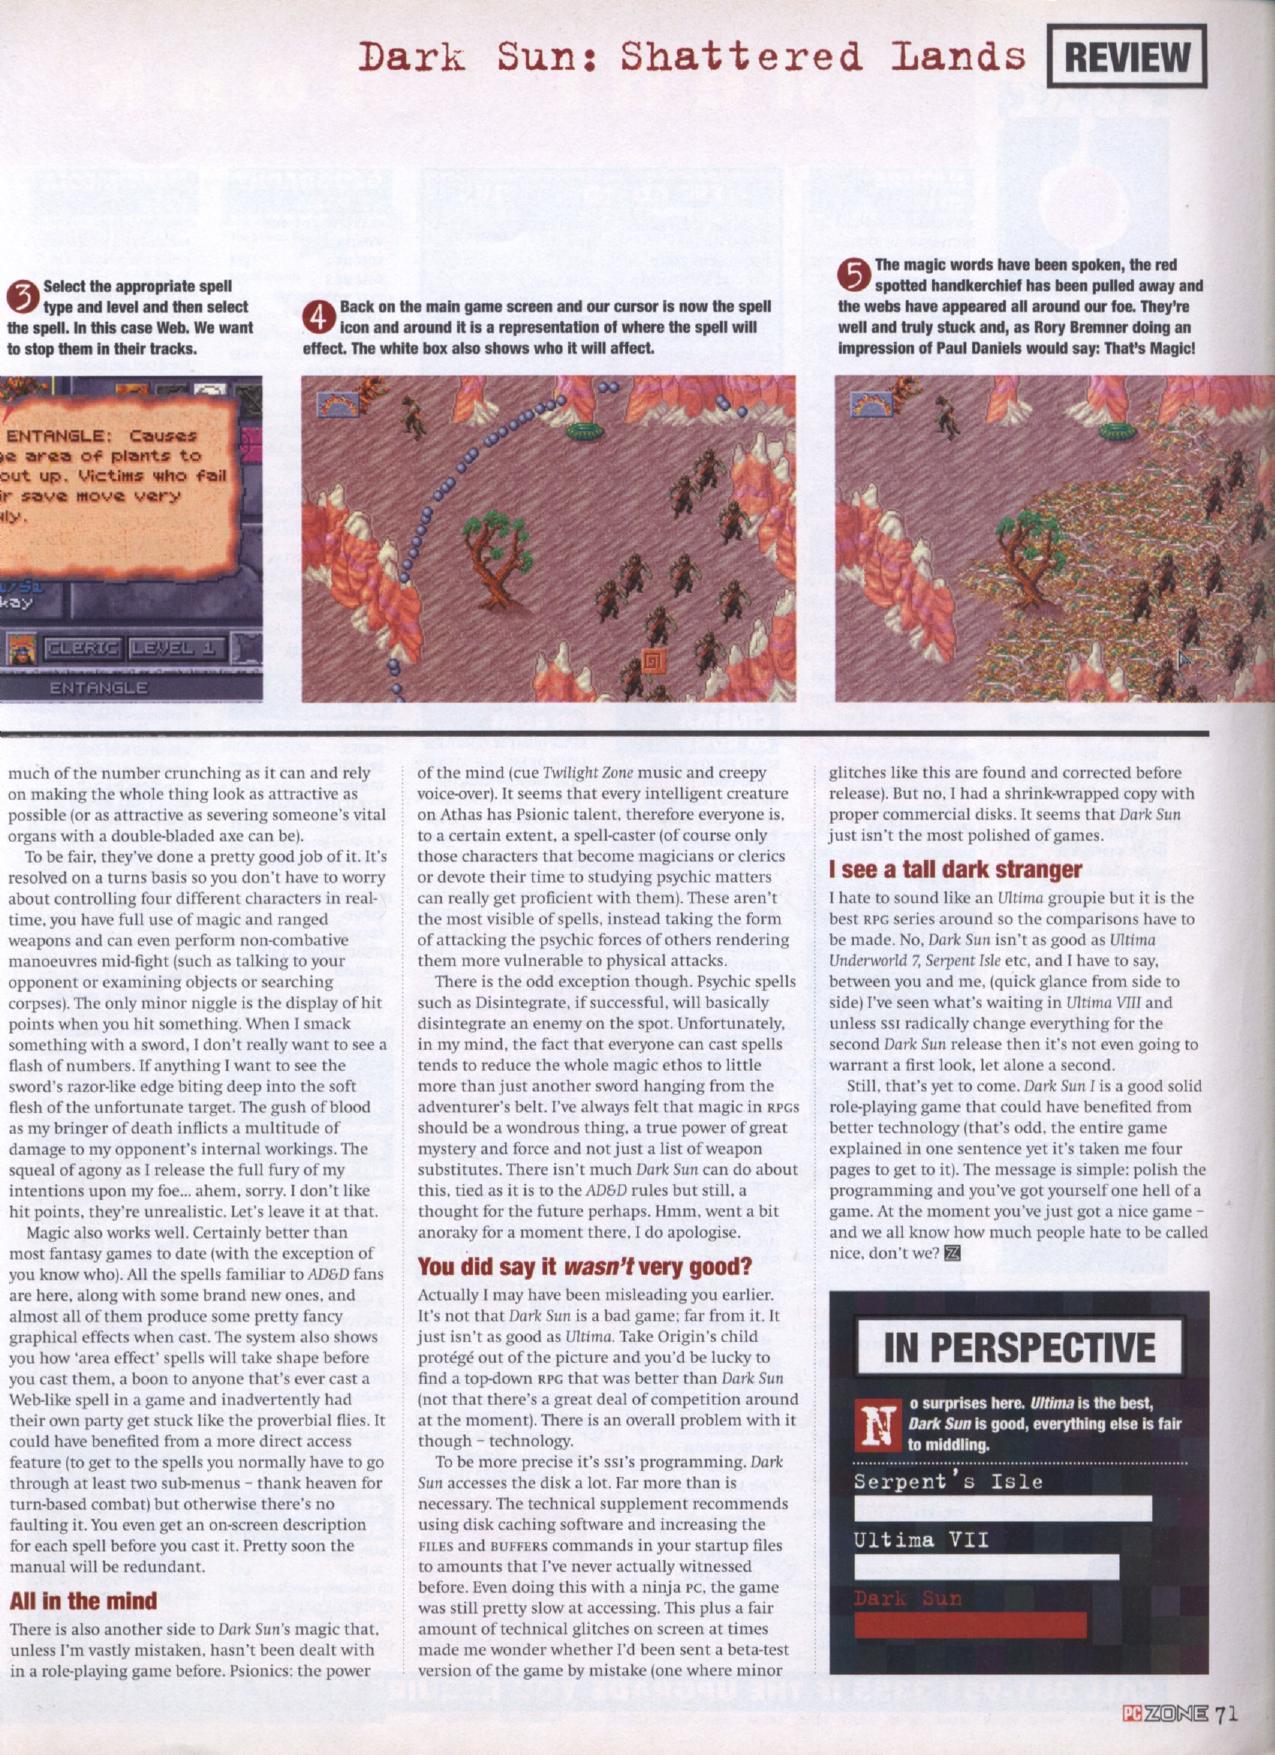 Dark Sun: Shattered Lands REVIEW
3 Select the appropriate spell
type and level and then select
the spell. In this case Web. We want
to stop them in their tracks.
4 Back on the main game screen and our cursor is now the spell
icon and around it is a representation of where the spell will
effect. The white box also shows who it will affect.
5 The magic words have been spoken, the red
spotted handkerchief has been pulled away and
the webs have appeared all around our foe. They're
well and truly stuck and, as Rory Bremner doing an
impression of Paul Daniels would say: That's Magic!
ENTANGLE: Causes
ge area of plants to
out up. Victims who fail
ir save move very
wly.
kay
CLERIC LEVEL 1
ENTANGLE
much of the number crunching as it can and rely
on making the whole thing look as attractive as
possible (or as attractive as severing someone's vital
organs with a double-bladed axe can be).
To be fair, they've done a pretty good job of it. It's
resolved on a turns basis so you don't have to worry
about controlling four different characters in real-
time, you have full use of magic and ranged
weapons and can even perform non-combative
manoeuvres mid-fight (such as talking to your
opponent or examining objects or searching
corpses). The only minor niggle is the display of hit
points when you hit something. When I smack
something with a sword, I don't really want to see a
flash of numbers. If anything I want to see the
sword's razor-like edge biting deep into the soft
flesh of the unfortunate target. The gush of blood
as my bringer of death inflicts a multitude of
damage to my opponent's internal workings. The
squeal of agony as I release the full fury of my
intentions upon my foe... ahem, sorry. I don't like
hit points, they're unrealistic. Let's leave it at that.
Magic also works well. Certainly better than
most fantasy games to date (with the exception of
you know who). All the spells familiar to AD&D fans
are here, along with some brand new ones, and
almost all of them produce some pretty fancy
graphical effects when cast. The system also shows
you how 'area effect' spells will take shape before
you cast them, a boon to anyone that's ever cast a
Web-like spell in a game and inadvertently had
their own party get stuck like the proverbial flies. It
could have benefited from a more direct access
feature (to get to the spells you normally have to go
through at least two sub-menus – thank heaven for
turn-based combat) but otherwise there's no
faulting it. You even get an on-screen description
for each spell before you cast it. Pretty soon the
manual will be redundant.
All in the mind
There is also another side to Dark Sun's magic that,
unless I'm vastly mistaken, hasn't been dealt with
in a role-playing game before. Psionics: the power
of the mind (cue Twilight Zone music and creepy
voice-over). It seems that every intelligent creature
on Athas has Psionic talent, therefore everyone is,
to a certain extent, a spell-caster (of course only
those characters that become magicians or clerics
or devote their time to studying psychic matters
can really get proficient with them). These aren't
the most visible of spells, instead taking the form
of attacking the psychic forces of others rendering
them more vulnerable to physical attacks.
There is the odd exception though. Psychic spells
such as Disintegrate, if successful, will basically
disintegrate an enemy on the spot. Unfortunately,
in my mind, the fact that everyone can cast spells
tends to reduce the whole magic ethos to little
more than just another sword hanging from the
adventurer's belt. I've always felt that magic in RPGs
should be a wondrous thing, a true power of great
mystery and force and not just a list of weapon
substitutes. There isn't much Dark Sun can do about
this, tied as it is to the AD&D rules but still, a
thought for the future perhaps. Hmm, went a bit
anoraky for a moment there, I do apologise.
You did say it wasn't very good?
Actually I may have been misleading you earlier.
It's not that Dark Sun is a bad game; far from it. It
just isn't as good as Ultima. Take Origin's child
protégé out of the picture and you'd be lucky to
find a top-down RPG that was better than Dark Sun
(not that there's a great deal of competition around
at the moment). There is an overall problem with it
though – technology.
To be more precise it's SSI's programming. Dark
Sun accesses the disk a lot. Far more than is
necessary. The technical supplement recommends
using disk caching software and increasing the
FILES and BUFFERS commands in your startup files
to amounts that I've never actually witnessed
before. Even doing this with a ninja PC, the game
was still pretty slow at accessing. This plus a fair
amount of technical glitches on screen at times
made me wonder whether I'd been sent a beta-test
version of the game by mistake (one where minor
glitches like this are found and corrected before
release). But no, I had a shrink-wrapped copy with
proper commercial disks. It seems that Dark Sun
just isn't the most polished of games.
I see a tall dark stranger
I hate to sound like an Ultima groupie but it is the
best RPG series around so the comparisons have to
be made. No, Dark Sun isn't as good as Ultima
Underworld 7, Serpent Isle etc, and I have to say,
between you and me, (quick glance from side to
side) I've seen what's waiting in Ultima VIII and
unless SSI radically change everything for the
second Dark Sun release then it's not even going to
warrant a first look, let alone a second.
Still, that's yet to come. Dark Sun I is a good solid
role-playing game that could have benefited from
better technology (that's odd, the entire game
explained in one sentence yet it's taken me four
pages to get to it). The message is simple: polish the
programming and you've got yourself one hell of a
game. At the moment you've just got a nice game –
and we all know how much people hate to be called
nice, don't we? Z
IN PERSPECTIVE
No surprises here. Ultima is the best,
Dark Sun is good, everything else is fair
to middling.
Serpent's Isle
Ultima VII
Dark Sun
PC ZONE 71